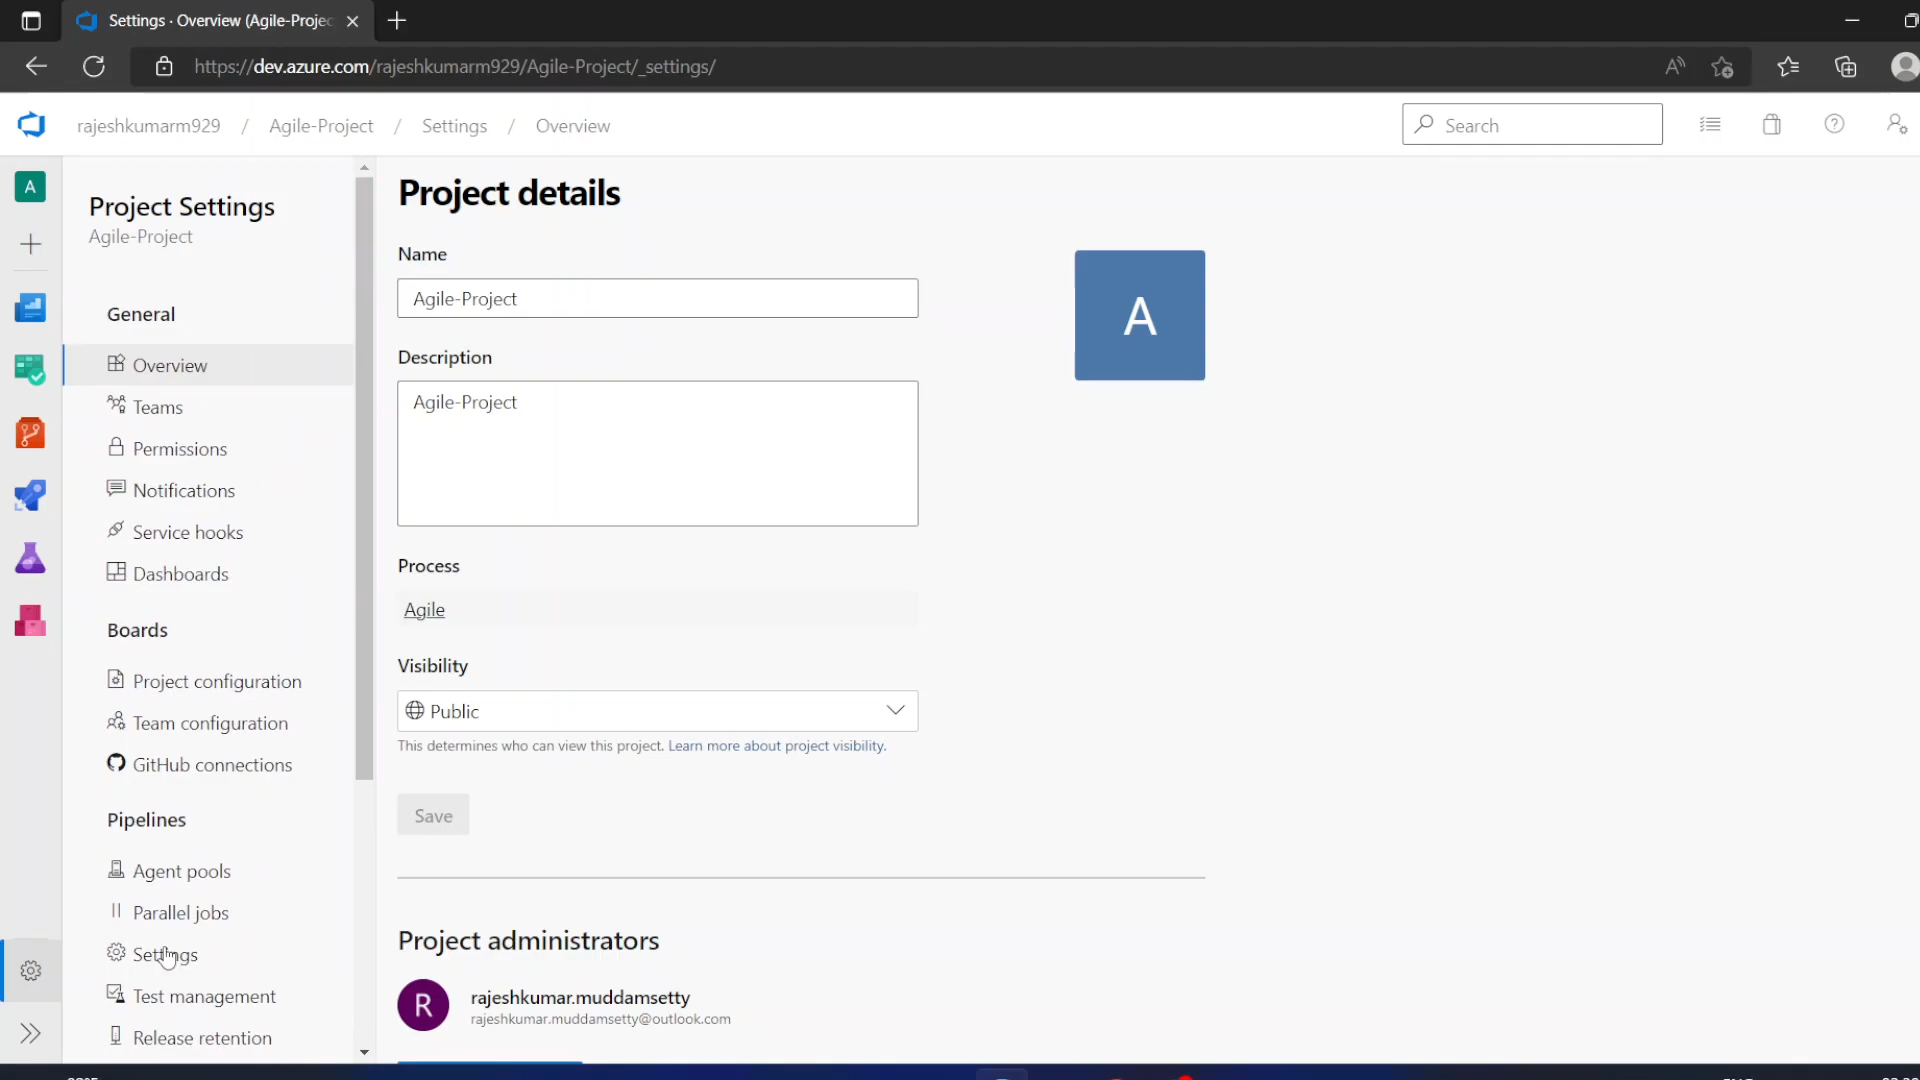 Settings · Overview (Agile-Projec
https://dev.azure.com/rajeshkumarm929/Agile-Project/_settings/
rajeshkumarm929 / Agile-Project / Settings / Overview
Search
A
Project Settings
Agile-Project
General
Overview
Teams
Permissions
Notifications
Service hooks
Dashboards
Boards
Project configuration
Team configuration
GitHub connections
Pipelines
Agent pools
Parallel jobs
Settings
Test management
Release retention
Project details
Name
Agile-Project
A
Description
Agile-Project
Process
Agile
Visibility
Public
This determines who can view this project. Learn more about project visibility.
Save
Project administrators
R
rajeshkumar.muddamsetty
rajeshkumar.muddamsetty@outlook.com